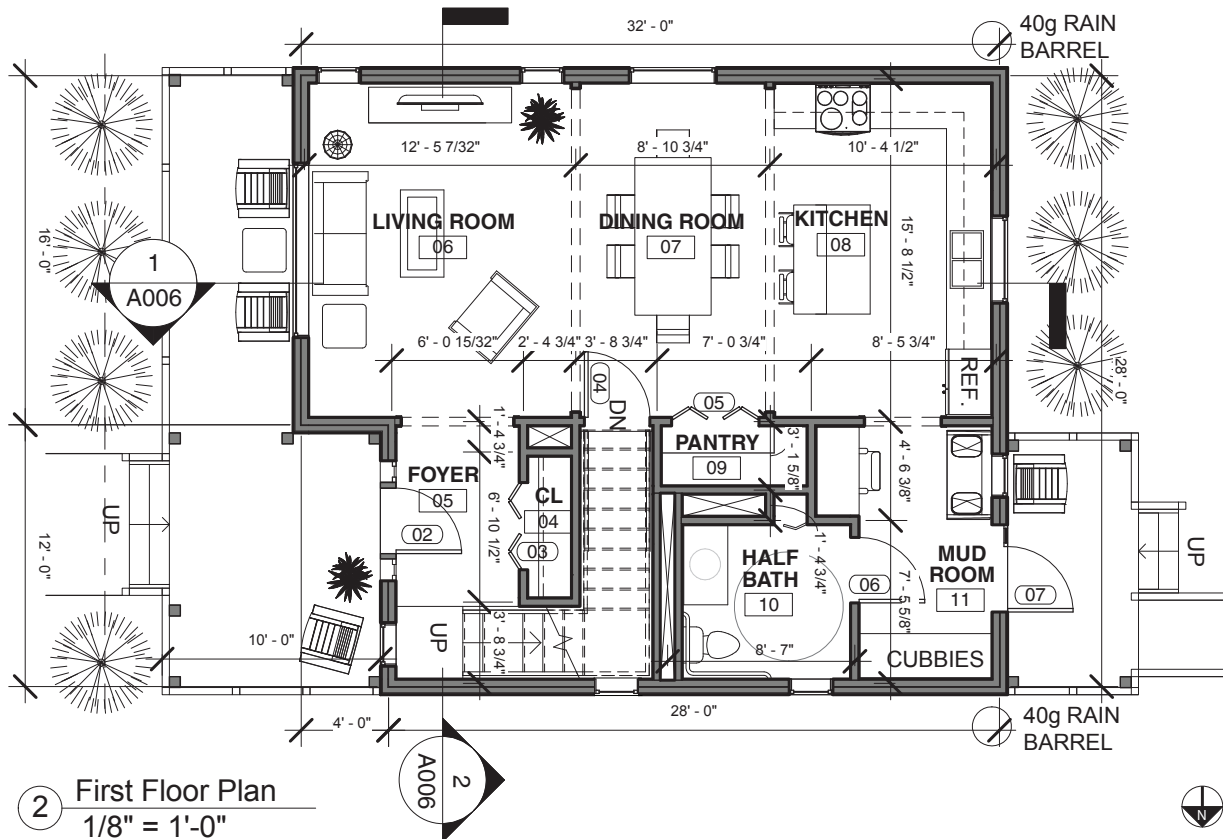 32' - 0"
40g RAIN
BARREL
12' - 5 7/32"
8' - 10 3/4"
10' - 4 1/2"
LIVING ROOM
06
DINING ROOM
07
KITCHEN
08
15' - 8 1/2"
16' - 0"
1
A006
6' - 0 15/32"
2' - 4 3/4"
3' - 8 3/4"
7' - 0 3/4"
8' - 5 3/4"
28' - 0"
REF.
04
DN
05
1' - 4 3/4"
PANTRY
09
3' - 1 5/8"
4' - 6 3/8"
FOYER
05
CL
04
03
02
6' - 10 1/2"
UP
UP
12' - 0"
HALF
BATH
10
1' - 4 3/4"
06
7' - 5 5/8"
MUD
ROOM
11
07
10' - 0"
UP
3' - 8 3/4"
8' - 7"
CUBBIES
4' - 0"
28' - 0"
40g RAIN
BARREL
2
A006
2
First Floor Plan
1/8" = 1'-0"
N